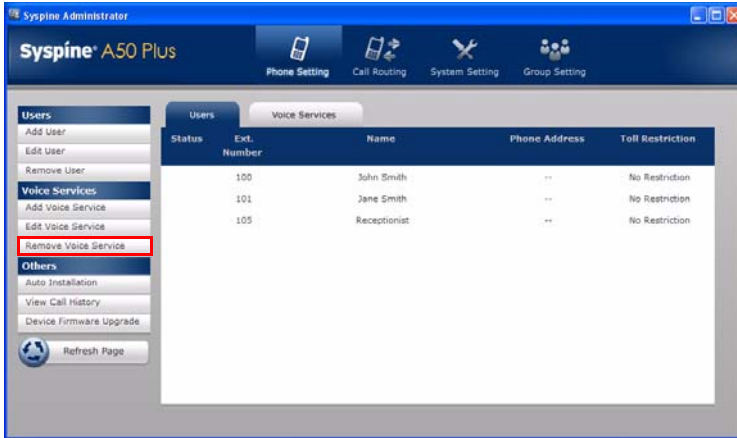 Syspine Administrator
Syspine® A50 Plus
Phone Setting
Call Routing
System Setting
Group Setting
Users
Add User
Edit User
Remove User
Voice Services
Add Voice Service
Edit Voice Service
Remove Voice Service
Others
Auto Installation
View Call History
Device Firmware Upgrade
Refresh Page
Users Voice Services
Status Ext. Number Name Phone Address Toll Restriction
100 John Smith -- No Restriction
101 Jane Smith -- No Restriction
105 Receptionist -- No Restriction